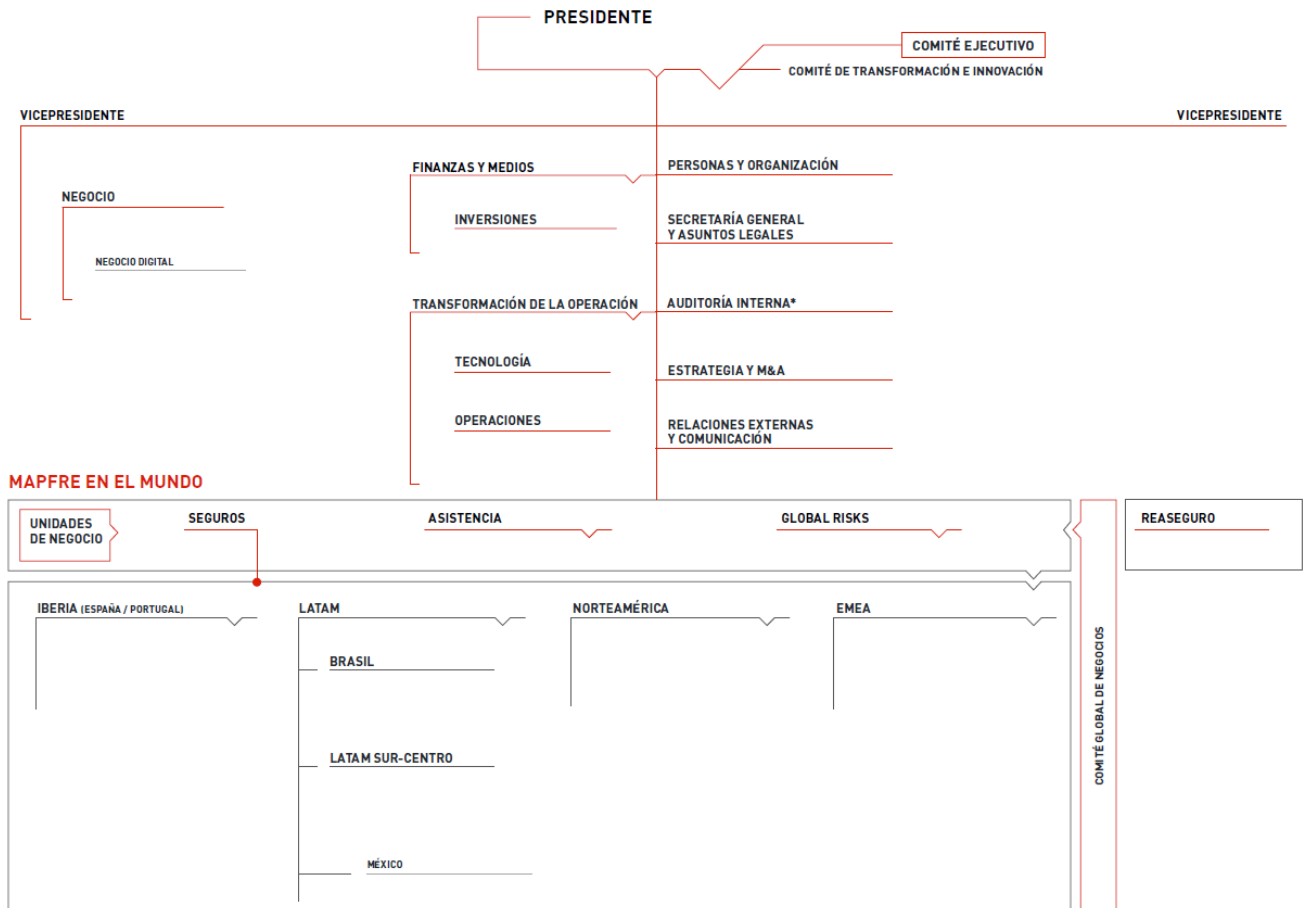 PRESIDENTE
COMITÉ EJECUTIVO
COMITÉ DE TRANSFORMACIÓN E INNOVACIÓN
VICEPRESIDENTE
VICEPRESIDENTE
NEGOCIO
NEGOCIO DIGITAL
FINANZAS Y MEDIOS
INVERSIONES
TRANSFORMACIÓN DE LA OPERACIÓN
TECNOLOGÍA
OPERACIONES
PERSONAS Y ORGANIZACIÓN
SECRETARÍA GENERAL
Y ASUNTOS LEGALES
AUDITORÍA INTERNA*
ESTRATEGIA Y M&A
RELACIONES EXTERNAS
Y COMUNICACIÓN
MAPFRE EN EL MUNDO
UNIDADES
DE NEGOCIO
SEGUROS
ASISTENCIA
GLOBAL RISKS
REASEGURO
IBERIA (ESPAÑA / PORTUGAL)
LATAM
BRASIL
LATAM SUR-CENTRO
MÉXICO
NORTEAMÉRICA
EMEA
COMITÉ GLOBAL DE NEGOCIOS